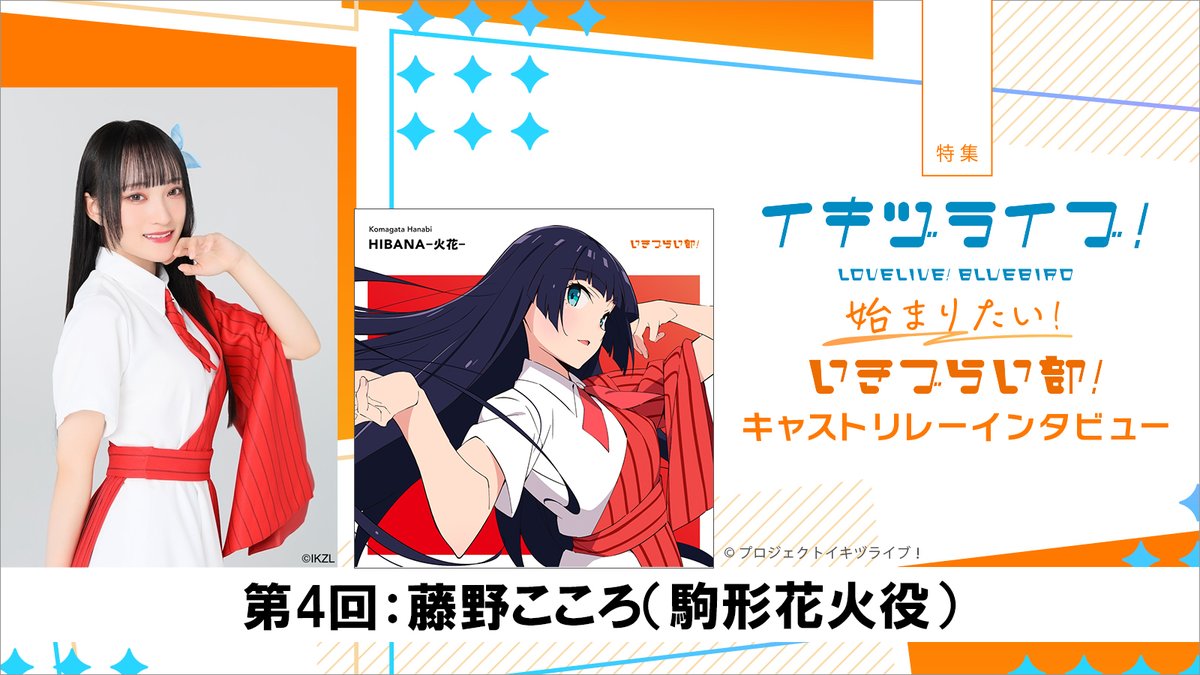 特集
イキヅライブ!
LOVELIVE! BLUEBIRD
始まりたい!
いきづらい部!
キャストリレーインタビュー
Komagata Hanabi
HIBANA-火花-
いきづらい部!
©IKZL
© プロジェクトイキヅライブ!
第4回:藤野こころ(駒形花火役)